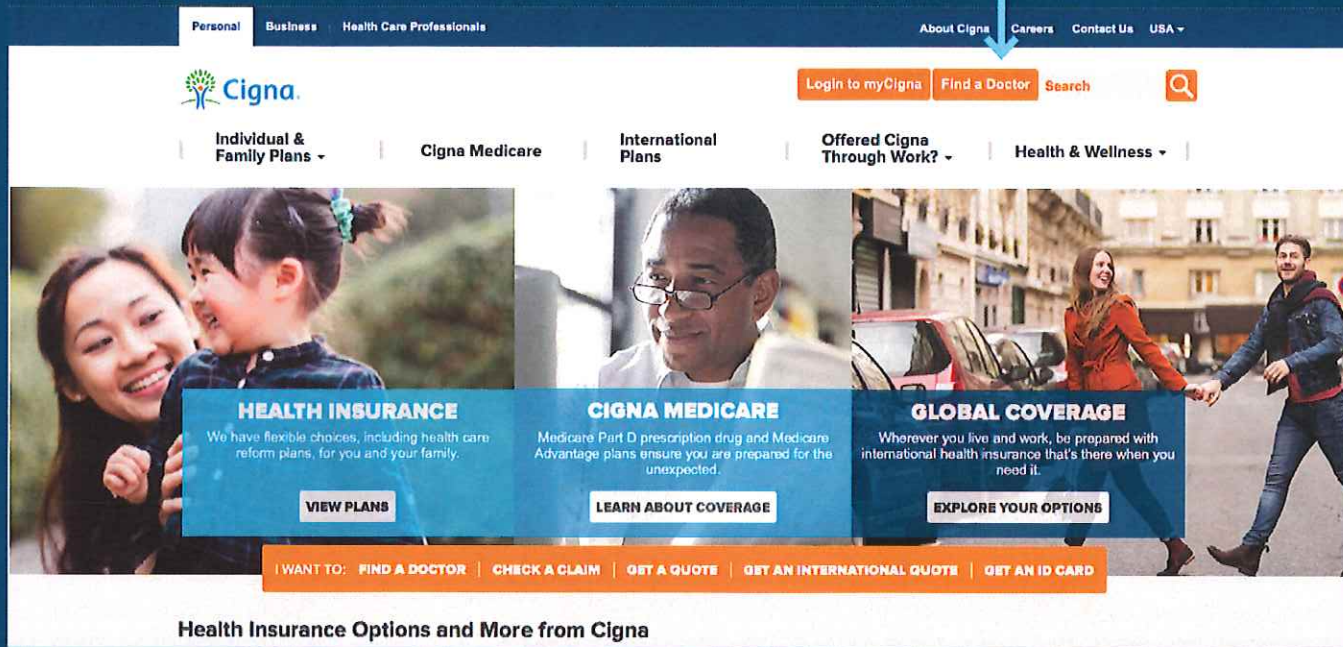 Personal Business Health Care Professionals
About Cigna Careers Contact Us USA
Cigna.
Login to myCigna Find a Doctor Search
Individual & Family Plans
Cigna Medicare
International Plans
Offered Cigna Through Work?
Health & Wellness
HEALTH INSURANCE
We have flexible choices, including health care
reform plans, for you and your family.
VIEW PLANS
CIGNA MEDICARE
Medicare Part D prescription drug and Medicare
Advantage plans ensure you are prepared for the
unexpected.
LEARN ABOUT COVERAGE
GLOBAL COVERAGE
Wherever you live and work, be prepared with
international health insurance that's there when you
need it.
EXPLORE YOUR OPTIONS
I WANT TO: FIND A DOCTOR | CHECK A CLAIM | GET A QUOTE | GET AN INTERNATIONAL QUOTE | GET AN ID CARD
Health Insurance Options and More from Cigna